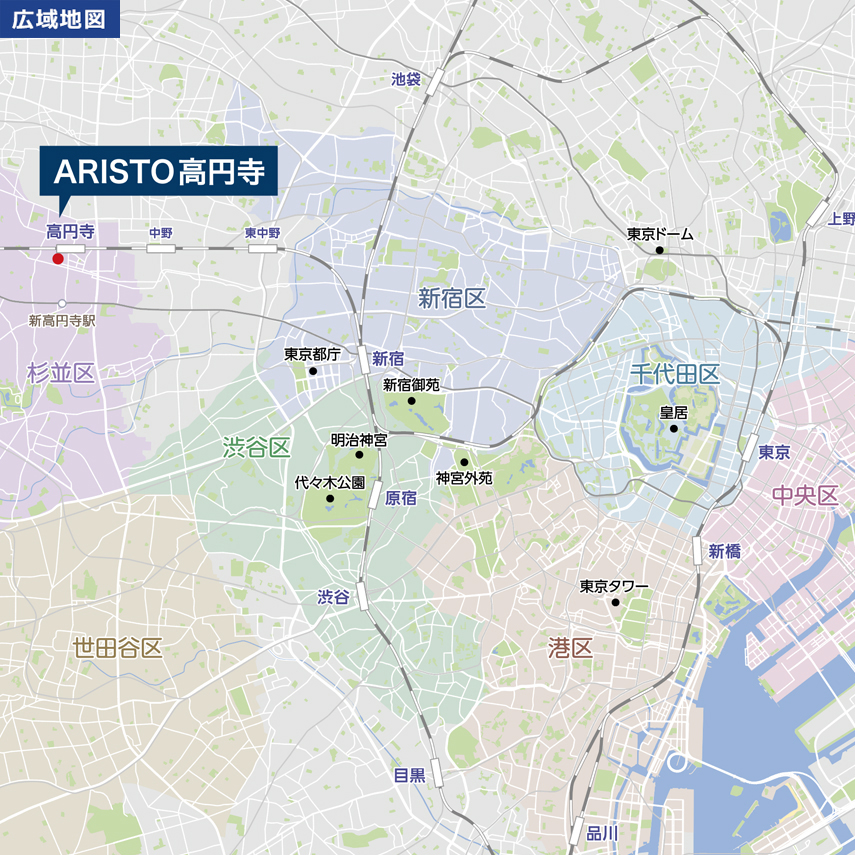 広域地図
池袋
ARISTO高円寺
上野
高円寺
中野
東中野
東京ドーム
新宿区
新高円寺駅
東京都庁
新宿
杉並区
千代田区
新宿御苑
皇居
明治神宮
渋谷区
東京
神宮外苑
代々木公園
原宿
中央区
新橋
東京タワー
渋谷
世田谷区
港区
目黒
品川